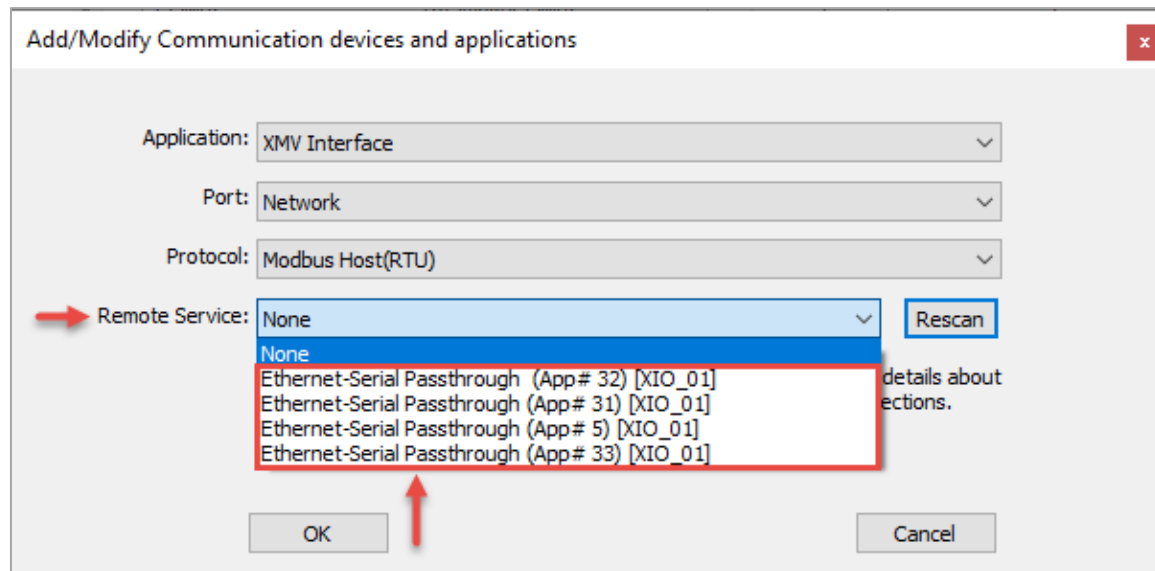 Add/Modify Communication devices and applications
x
Application: XMV Interface
Port: Network
Protocol: Modbus Host(RTU)
Remote Service: None Rescan
None
Ethernet-Serial Passthrough  (App# 32) [XIO_01]
details about
Ethernet-Serial Passthrough (App# 31) [XIO_01]
ections.
Ethernet-Serial Passthrough (App# 5) [XIO_01]
Ethernet-Serial Passthrough (App# 33) [XIO_01]
OK Cancel